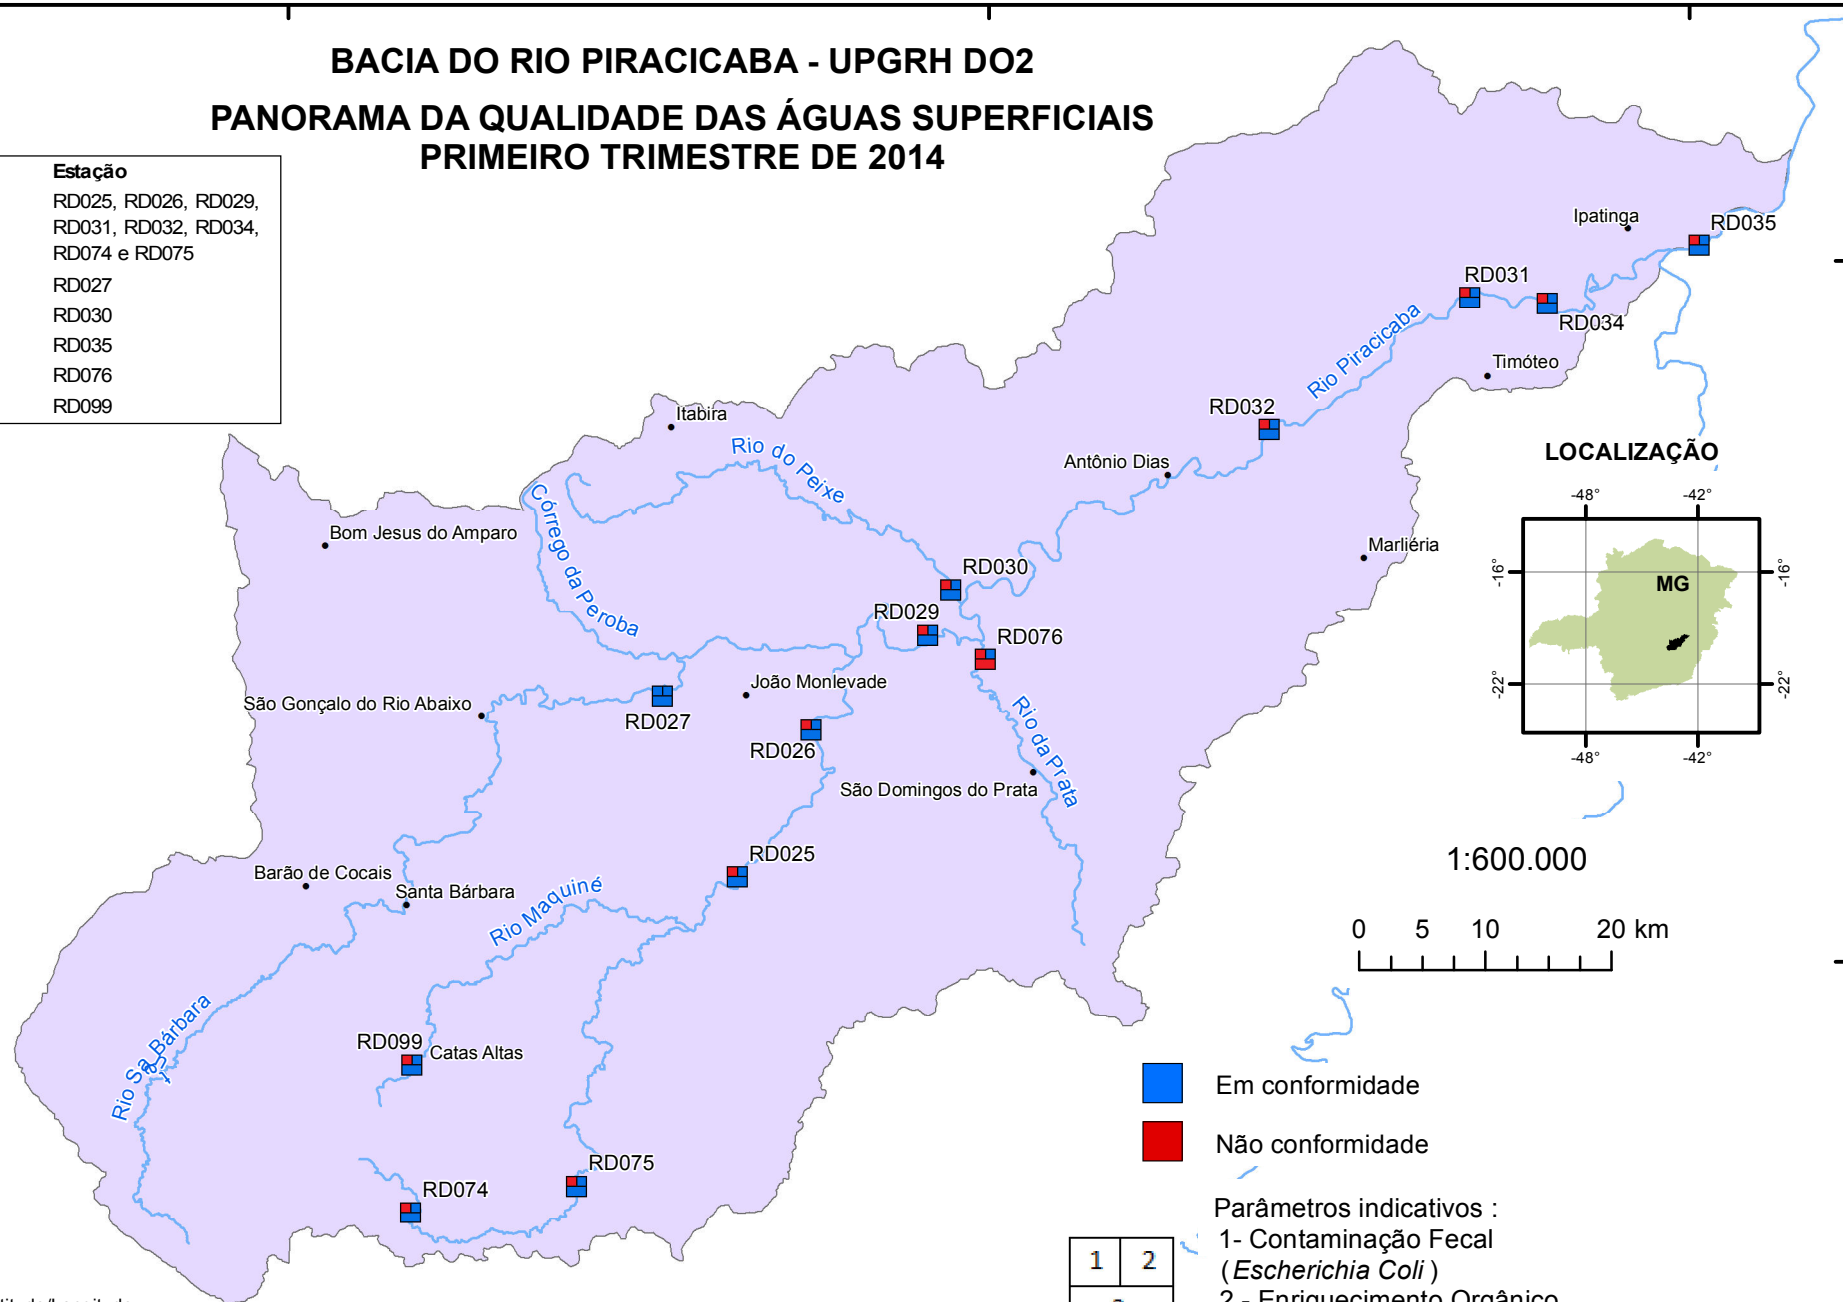 BACIA DO RIO PIRACICABA - UPGRH DO2
PANORAMA DA QUALIDADE DAS ÁGUAS SUPERFICIAIS
PRIMEIRO TRIMESTRE DE 2014
Estação
RD025, RD026, RD029,
RD031, RD032, RD034,
RD074 e RD075
RD027
RD030
RD035
RD076
RD099
Ipatinga
RD035
RD031
RD034
Rio Piracicaba
Timóteo
RD032
Itabira
Rio do Peixe
Antônio Dias
Córrego da Peroba
Bom Jesus do Amparo
Marliéria
RD030
RD029
RD076
João Monlevade
São Gonçalo do Rio Abaixo
RD027
RD026
Rio da Prata
São Domingos do Prata
RD025
Barão de Cocais
Santa Bárbara
Rio Maquiné
Rio Sa Bárbara
RD099
Catas Altas
RD075
RD074
LOCALIZAÇÃO
-48° -42°
-16° MG -16°
-22° -22°
-48° -42°
1:600.000
0 5 10 20 km
Em conformidade
Não conformidade
Parâmetros indicativos :
1- Contaminação Fecal
(Escherichia Coli )
2 - Enriquecimento Orgânico
1 2